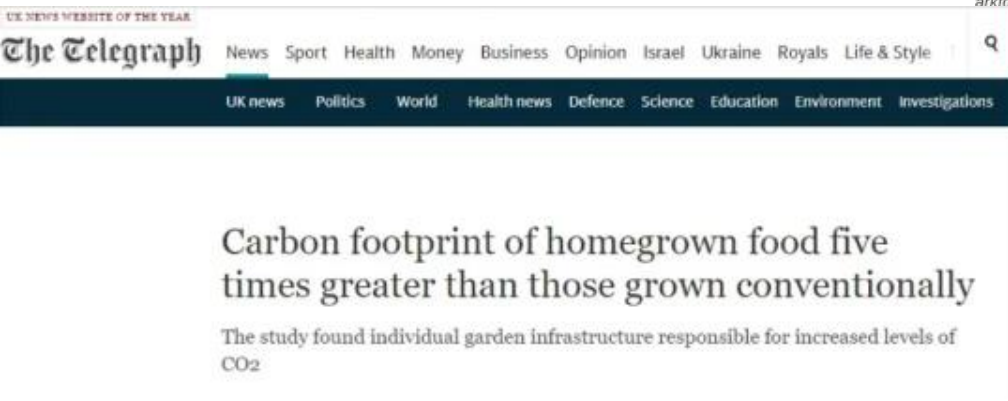 UK NEWS WEBSITE OF THE YEAR
The Telegraph
News Sport Health Money Business Opinion Israel Ukraine Royals Life & Style
UK news Politics World Health news Defence Science Education Environment Investigations
Carbon footprint of homegrown food five
times greater than those grown conventionally
The study found individual garden infrastructure responsible for increased levels of
CO2